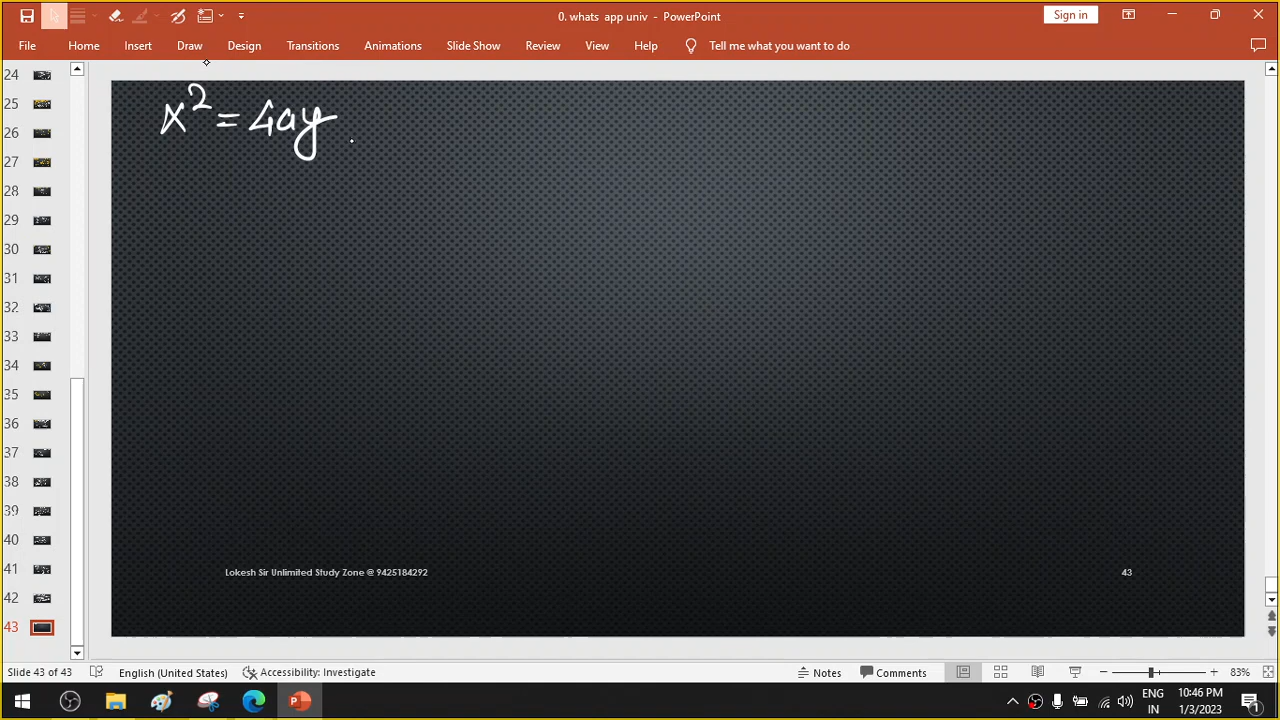 0. whats app univ - PowerPoint
Sign in
File Home Insert Draw Design Transitions Animations Slide Show Review View Help Tell me what you want to do
24
25
26
27
28
29
30
31
32
33
34
35
36
37
38
39
40
41
42
43
x² = 4ay
Lokesh Sir Unlimited Study Zone @ 9425184292
43
Slide 43 of 43 English (United States) Accessibility: Investigate Notes Comments 83%
ENG 10:46 PM
IN 1/3/2023
1